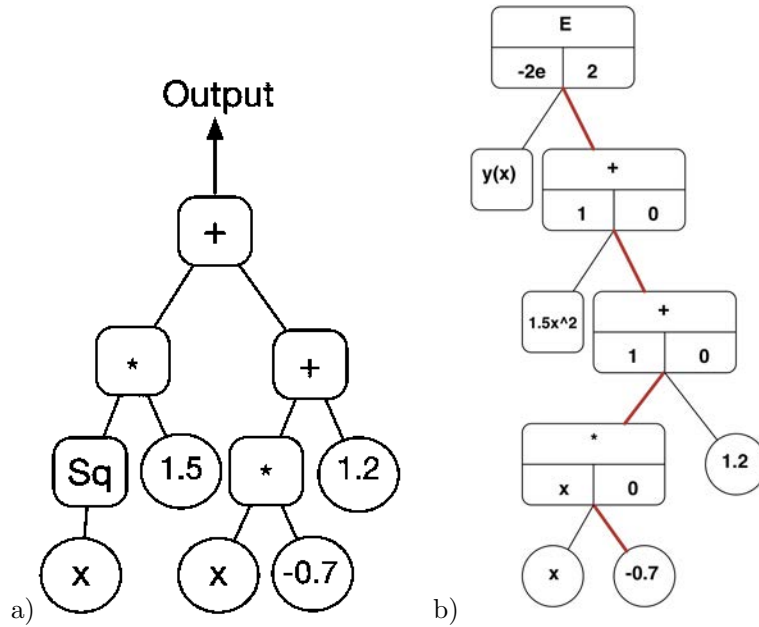 Output
+
* +
Sq 1.5 * 1.2
x x -0.7
a)
E
-2e 2
y(x) +
1 0
1.5x^2 +
1 0
*
1.2
x 0
x -0.7
b)